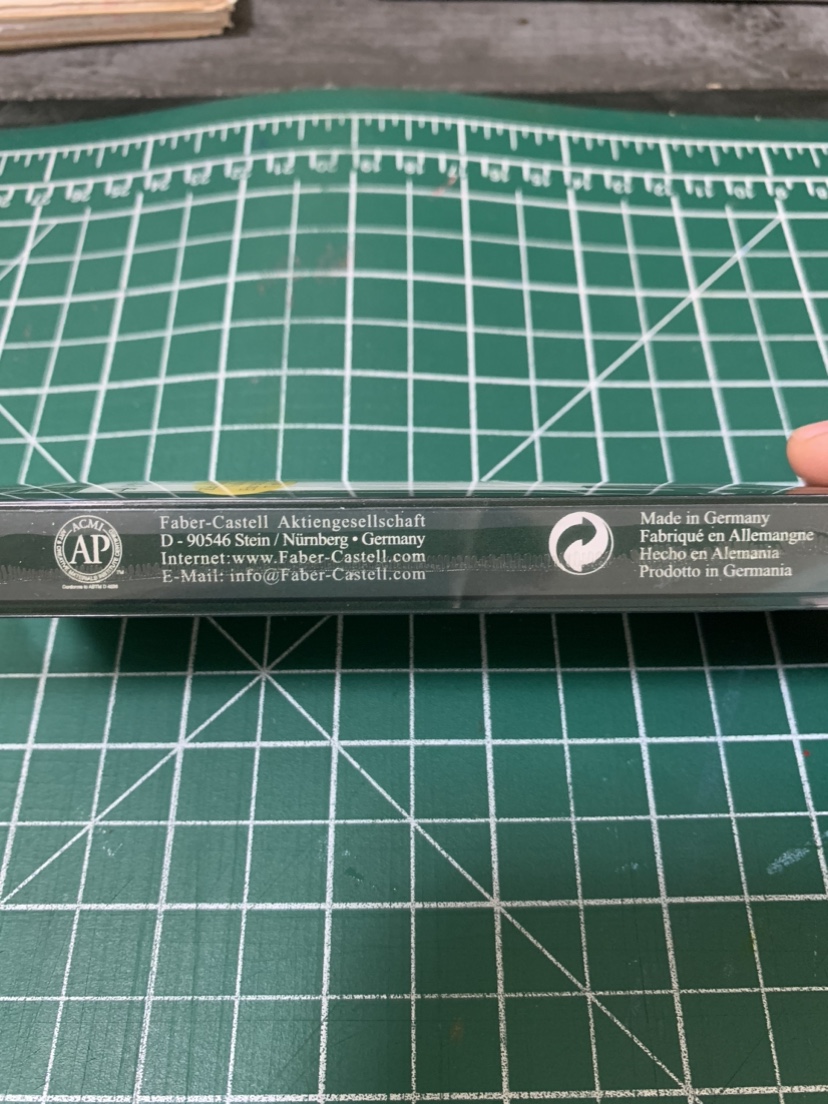 ACMI
AP
Faber-Castell Aktiengesellschaft
D - 90546 Stein / Nürnberg • Germany
Internet:www.Faber-Castell.com
E-Mail: info@Faber-Castell.com
Made in Germany
Fabriqué en Allemangne
Hecho en Alemania
Prodotto in Germania